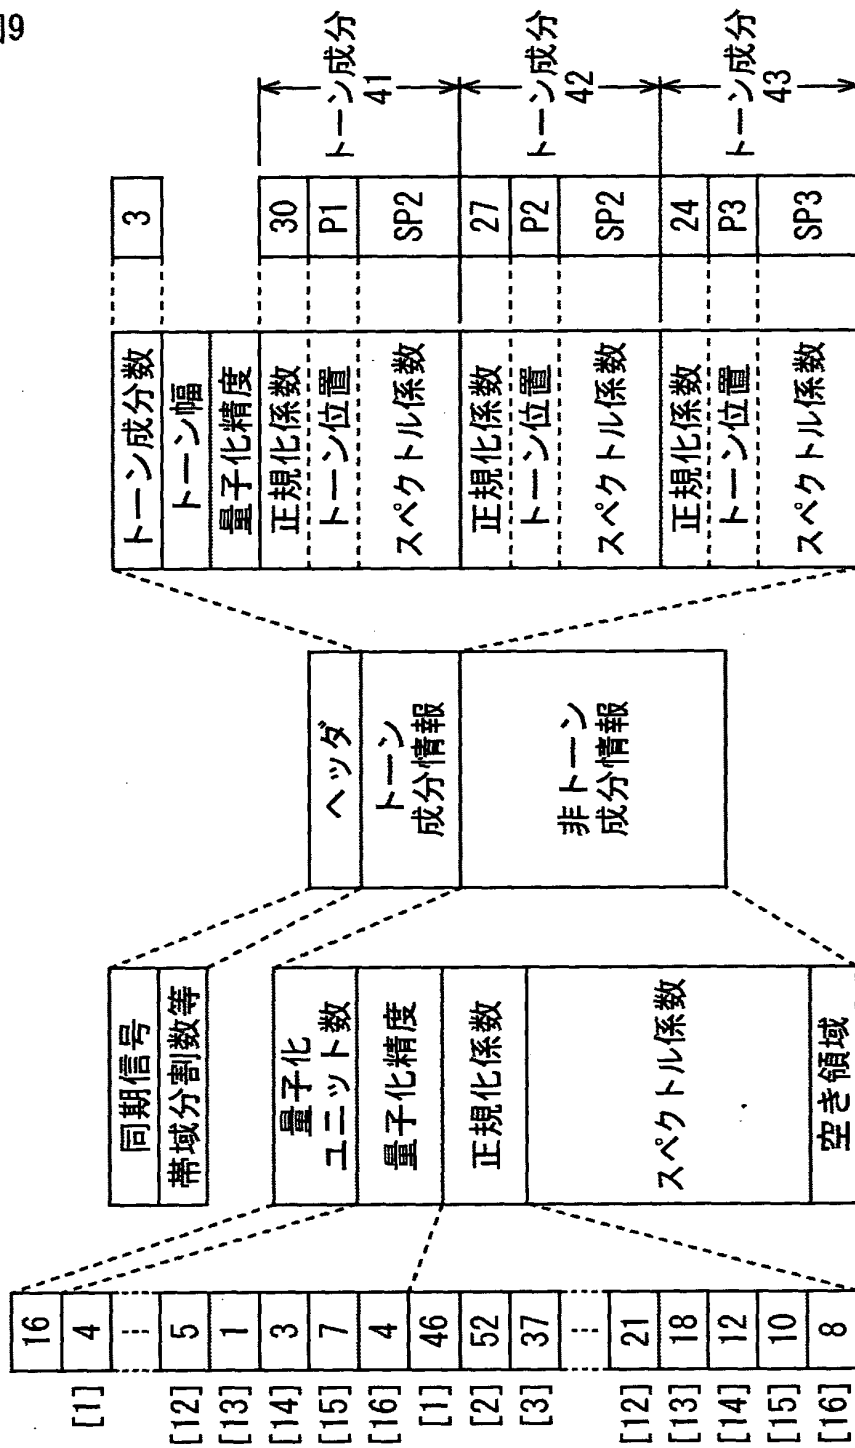 9
16
[1] 4
...
[12] 5
[13] 1
[14] 3
[15] 7
[16] 4
[1] 46
[2] 52
[3] 37
...
[12] 21
[13] 18
[14] 12
[15] 10
[16] 8
同期信号
帯域分割数等
量子化
ユニット数
量子化精度
正規化係数
スペクトル係数
空き領域
ヘッダ
トーン
成分情報
非トーン
成分情報
トーン成分数
トーン幅
量子化精度
正規化係数
トーン位置
スペクトル係数
正規化係数
トーン位置
スペクトル係数
正規化係数
トーン位置
スペクトル係数
3
30
P1
SP2
27
P2
SP2
24
P3
SP3
トーン成分
41
トーン成分
42
トーン成分
43